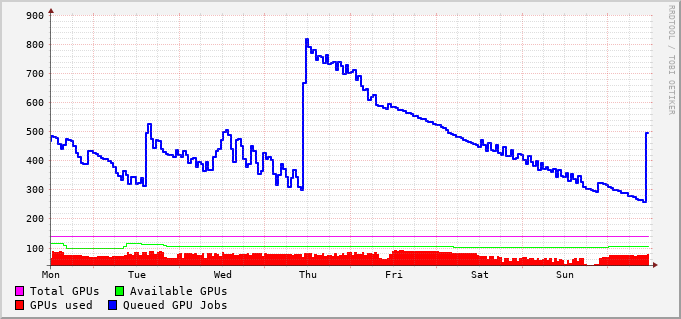 900
800
700
600
500
400
300
200
100
Mon Tue Wed Thu Fri Sat Sun
Total GPUs Available GPUs
GPUs used Queued GPU Jobs
RRDTOOL / TOBI OETIKER